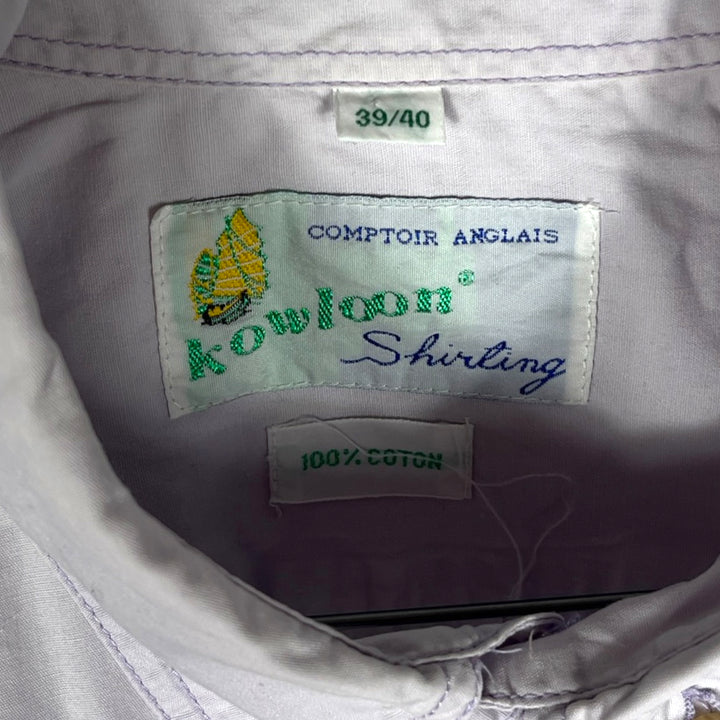 39/40
COMPTOIR ANGLAIS
kowloon®
Shirting
100% COTON